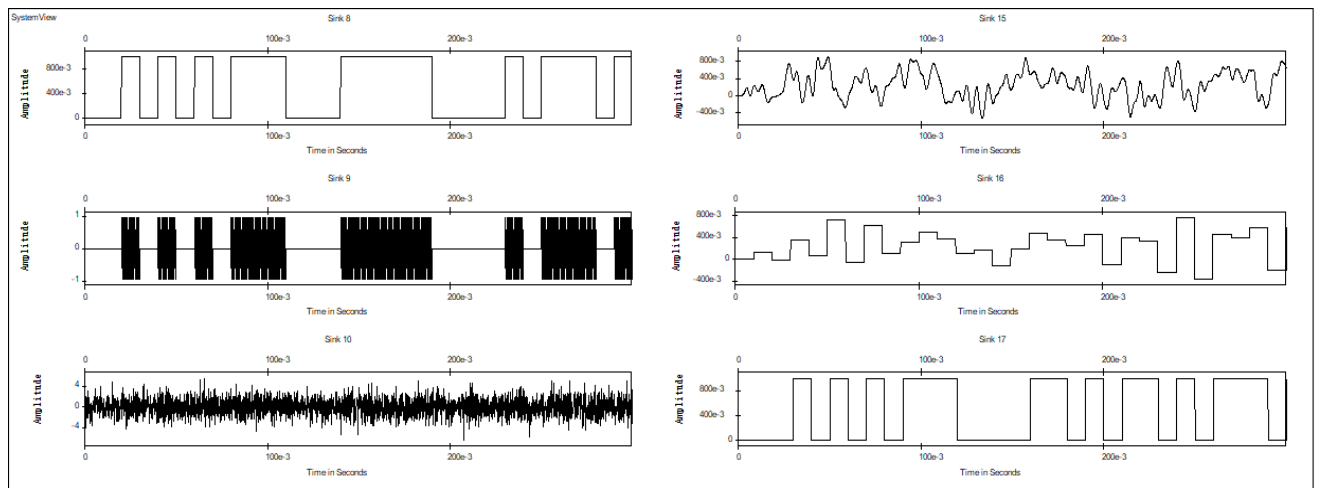 SystemView
Sink 8
0 100e-3 200e-3
Amplitude
800e-3
400e-3
0
0 100e-3 200e-3
Time in Seconds
Sink 9
0 100e-3 200e-3
Amplitude
1
0
-1
0 100e-3 200e-3
Time in Seconds
Sink 10
0 100e-3 200e-3
Amplitude
4
0
-4
0 100e-3 200e-3
Time in Seconds
Sink 15
0 100e-3 200e-3
Amplitude
800e-3
400e-3
0
-400e-3
0 100e-3 200e-3
Time in Seconds
Sink 16
0 100e-3 200e-3
Amplitude
800e-3
400e-3
0
-400e-3
0 100e-3 200e-3
Time in Seconds
Sink 17
0 100e-3 200e-3
Amplitude
800e-3
400e-3
0
0 100e-3 200e-3
Time in Seconds